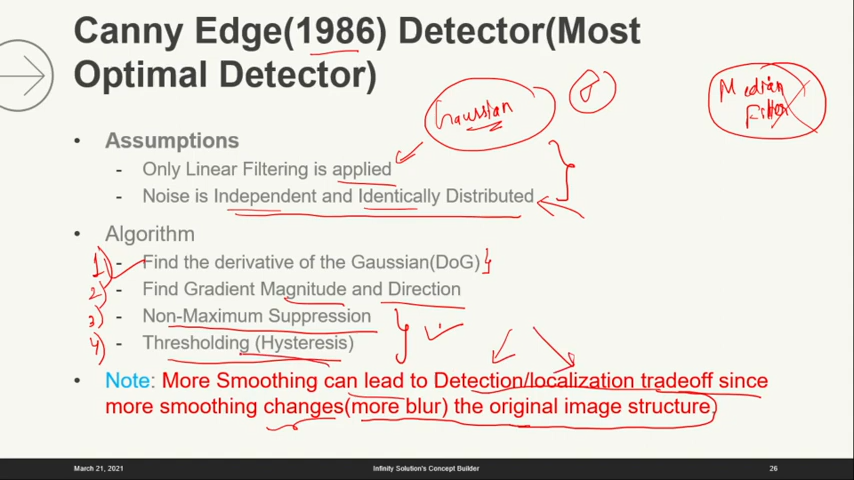 Canny Edge(1986) Detector(Most
Optimal Detector)
Gaussian
Median
Filter
• Assumptions
- Only Linear Filtering is applied
- Noise is Independent and Identically Distributed
• Algorithm
1) - Find the derivative of the Gaussian(DoG)
2) - Find Gradient Magnitude and Direction
3) - Non-Maximum Suppression
4) - Thresholding (Hysteresis)
• Note: More Smoothing can lead to Detection/localization tradeoff since
more smoothing changes(more blur) the original image structure.
March 21, 2021
Infinity Solution's Concept Builder
26